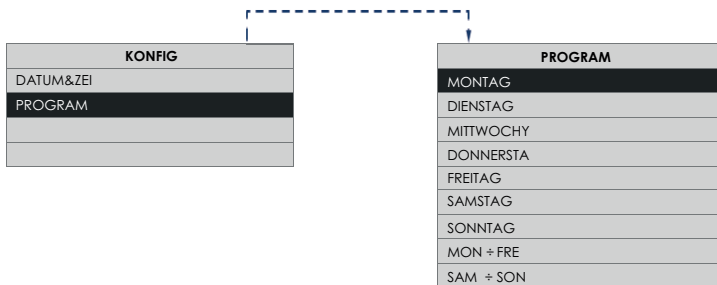 KONFIG
DATUM&ZEI
PROGRAM
PROGRAM
MONTAG
DIENSTAG
MITTWOCHY
DONNERSTA
FREITAG
SAMSTAG
SONNTAG
MON ÷ FRE
SAM ÷ SON